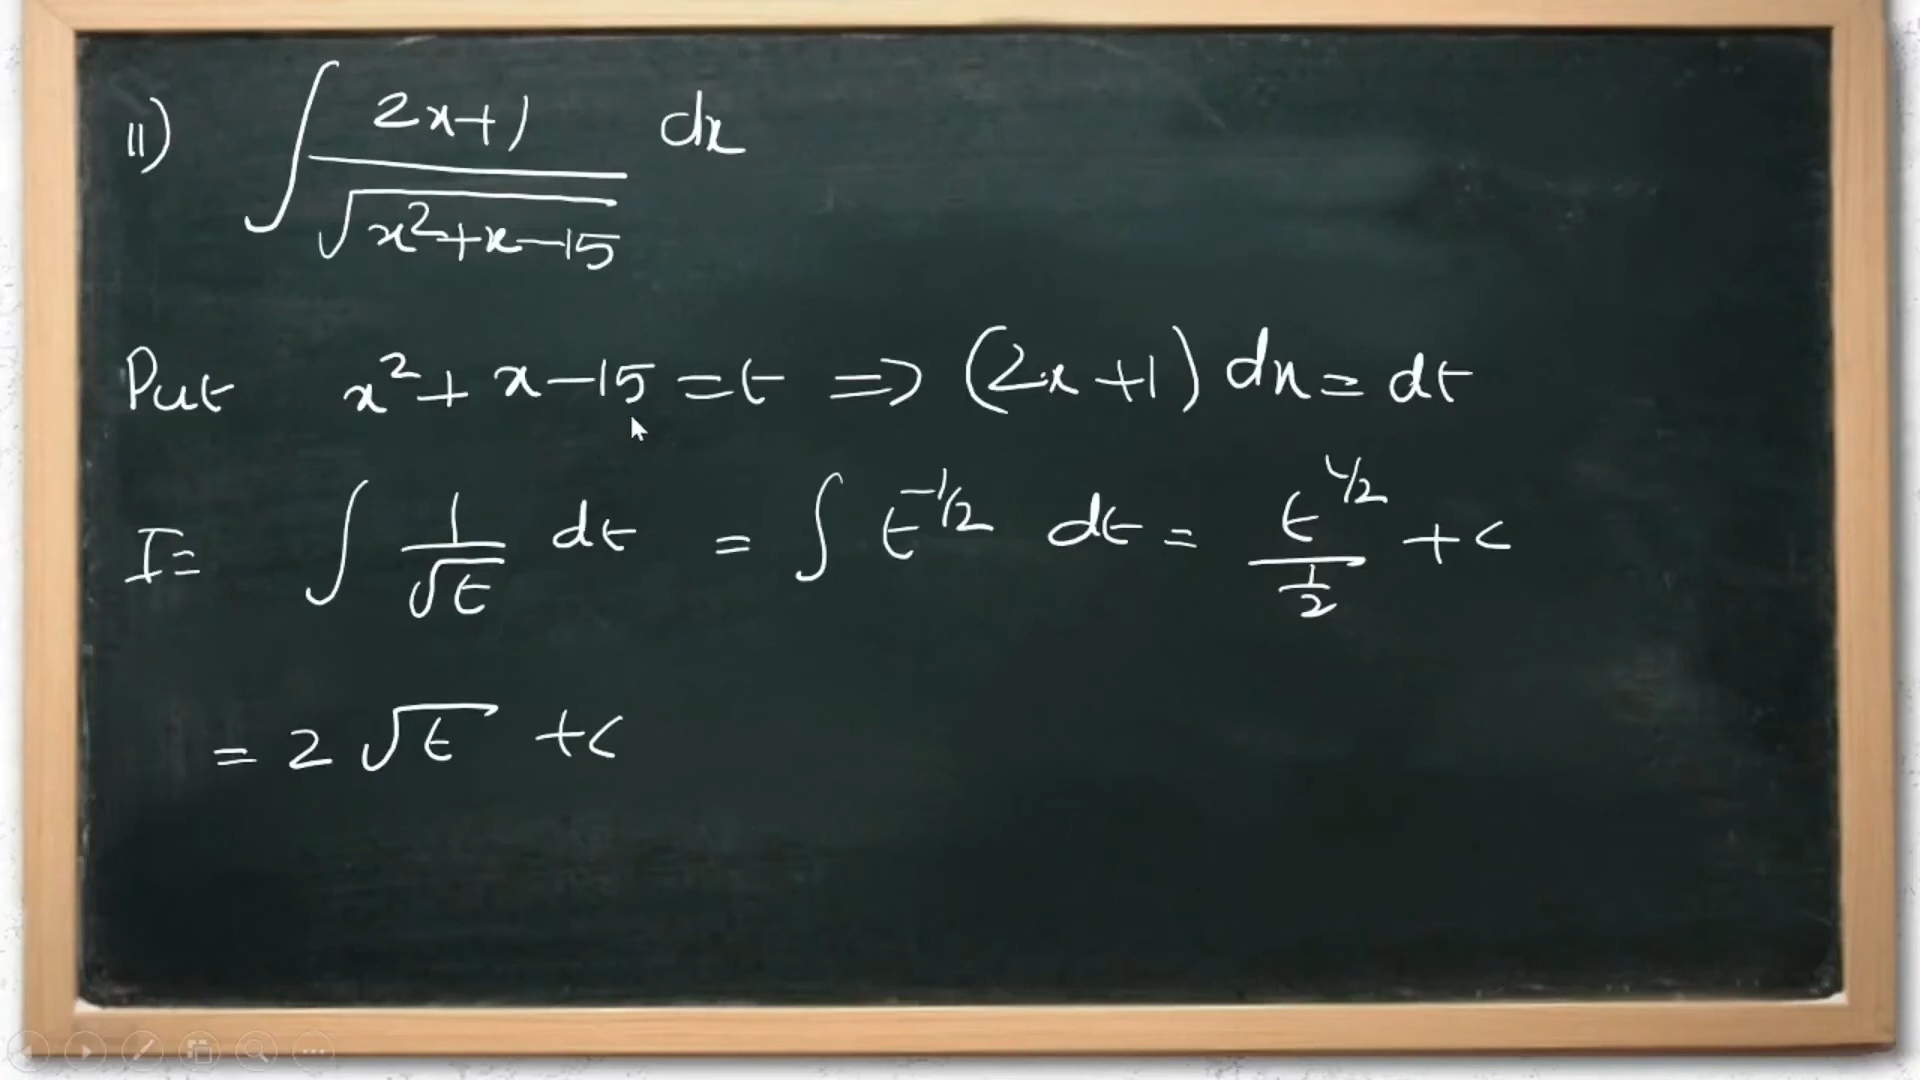 11) ∫ (2x+1)/√(x²+x-15) dx
Put x²+x-15=t ⇒ (2x+1) dx = dt
I= ∫ 1/√t dt = ∫ t^(-1/2) dt = t^(1/2)/(1/2) +c
= 2√t +c